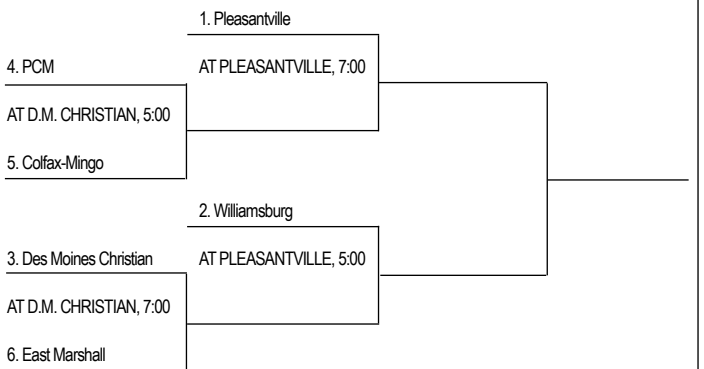 1. Pleasantville
4. PCM
AT PLEASANTVILLE, 7:00
AT D.M. CHRISTIAN, 5:00
5. Colfax-Mingo
2. Williamsburg
3. Des Moines Christian
AT PLEASANTVILLE, 5:00
AT D.M. CHRISTIAN, 7:00
6. East Marshall